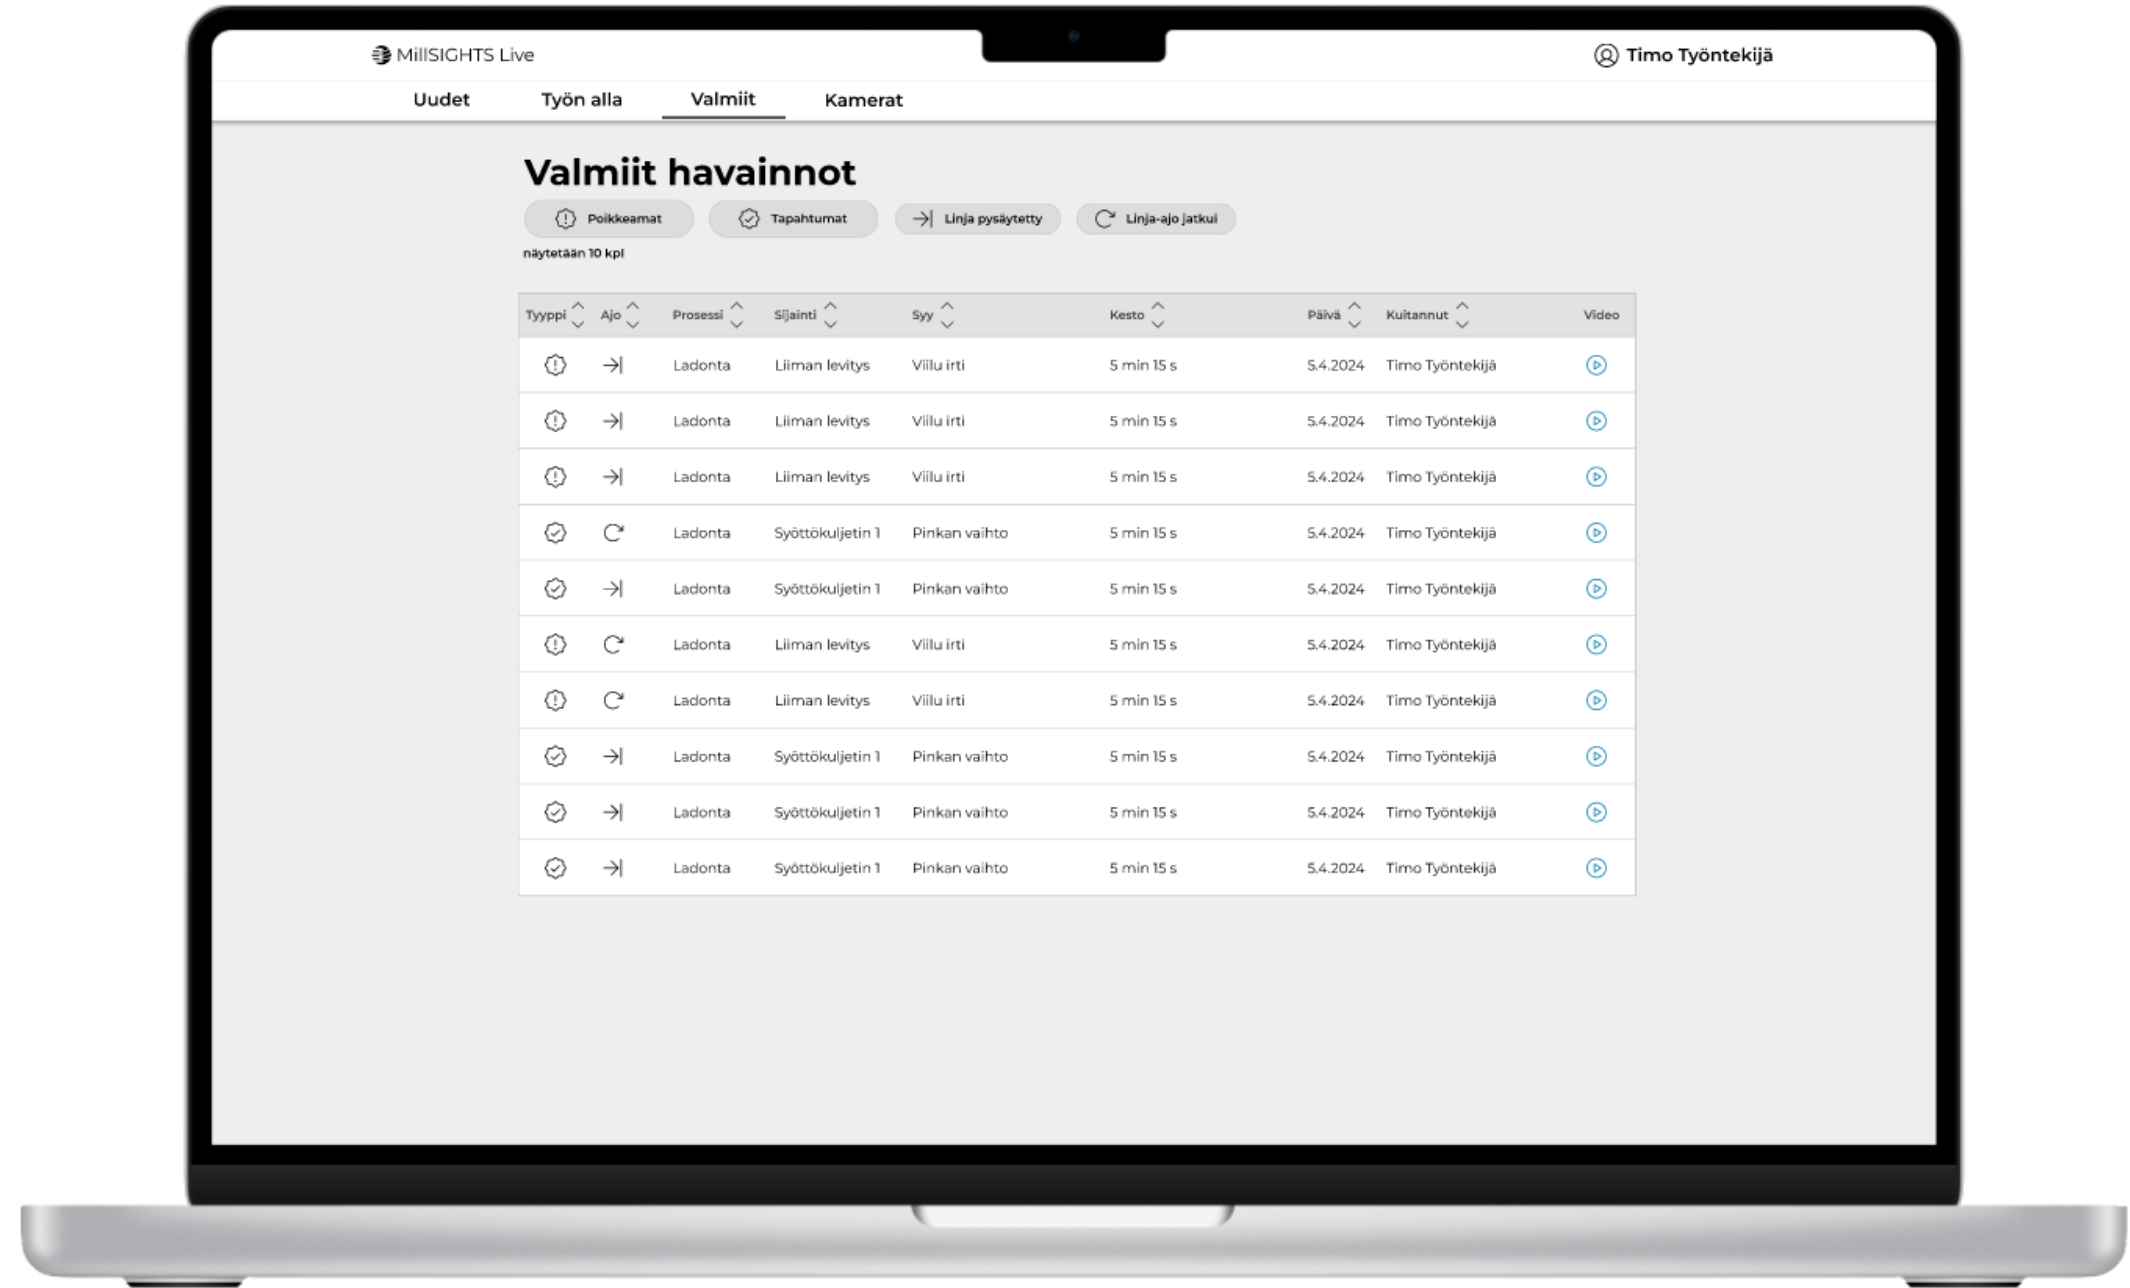 MillSIGHTS Live Timo Työntekijä
Uudet Työn alla Valmiit Kamerat
Valmiit havainnot
Poikkeamat Tapahtumat Linja pysäytetty Linja-ajo jatkui
näytetään 10 kpl
Tyyppi Ajo Prosessi Sijainti Syy Kesto Päivä Kuitannut Video
Ladonta Liiman levitys Viilu irti 5 min 15 s 5.4.2024 Timo Työntekijä
Ladonta Liiman levitys Viilu irti 5 min 15 s 5.4.2024 Timo Työntekijä
Ladonta Liiman levitys Viilu irti 5 min 15 s 5.4.2024 Timo Työntekijä
Ladonta Syöttökuljetin 1 Pinkan vaihto 5 min 15 s 5.4.2024 Timo Työntekijä
Ladonta Syöttökuljetin 1 Pinkan vaihto 5 min 15 s 5.4.2024 Timo Työntekijä
Ladonta Liiman levitys Viilu irti 5 min 15 s 5.4.2024 Timo Työntekijä
Ladonta Liiman levitys Viilu irti 5 min 15 s 5.4.2024 Timo Työntekijä
Ladonta Syöttökuljetin 1 Pinkan vaihto 5 min 15 s 5.4.2024 Timo Työntekijä
Ladonta Syöttökuljetin 1 Pinkan vaihto 5 min 15 s 5.4.2024 Timo Työntekijä
Ladonta Syöttökuljetin 1 Pinkan vaihto 5 min 15 s 5.4.2024 Timo Työntekijä